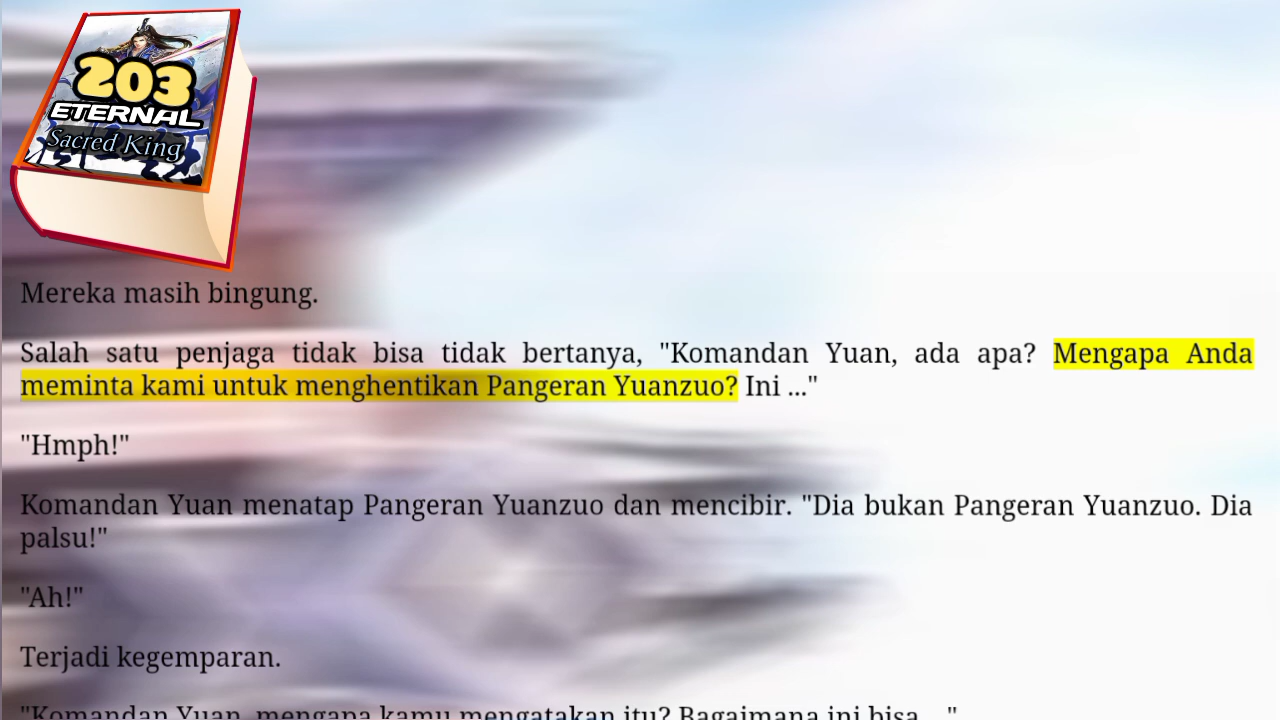 203
ETERNAL
Sacred King
Mereka masih bingung.
Salah satu penjaga tidak bisa tidak bertanya, "Komandan Yuan, ada apa? Mengapa Anda
meminta kami untuk menghentikan Pangeran Yuanzuo? Ini ..."
"Hmph!"
Komandan Yuan menatap Pangeran Yuanzuo dan mencibir. "Dia bukan Pangeran Yuanzuo. Dia
palsu!"
"Ah!"
Terjadi kegemparan.
"Komandan Yuan, mengapa kamu mengatakan itu? Bagaimana ini bisa ..."